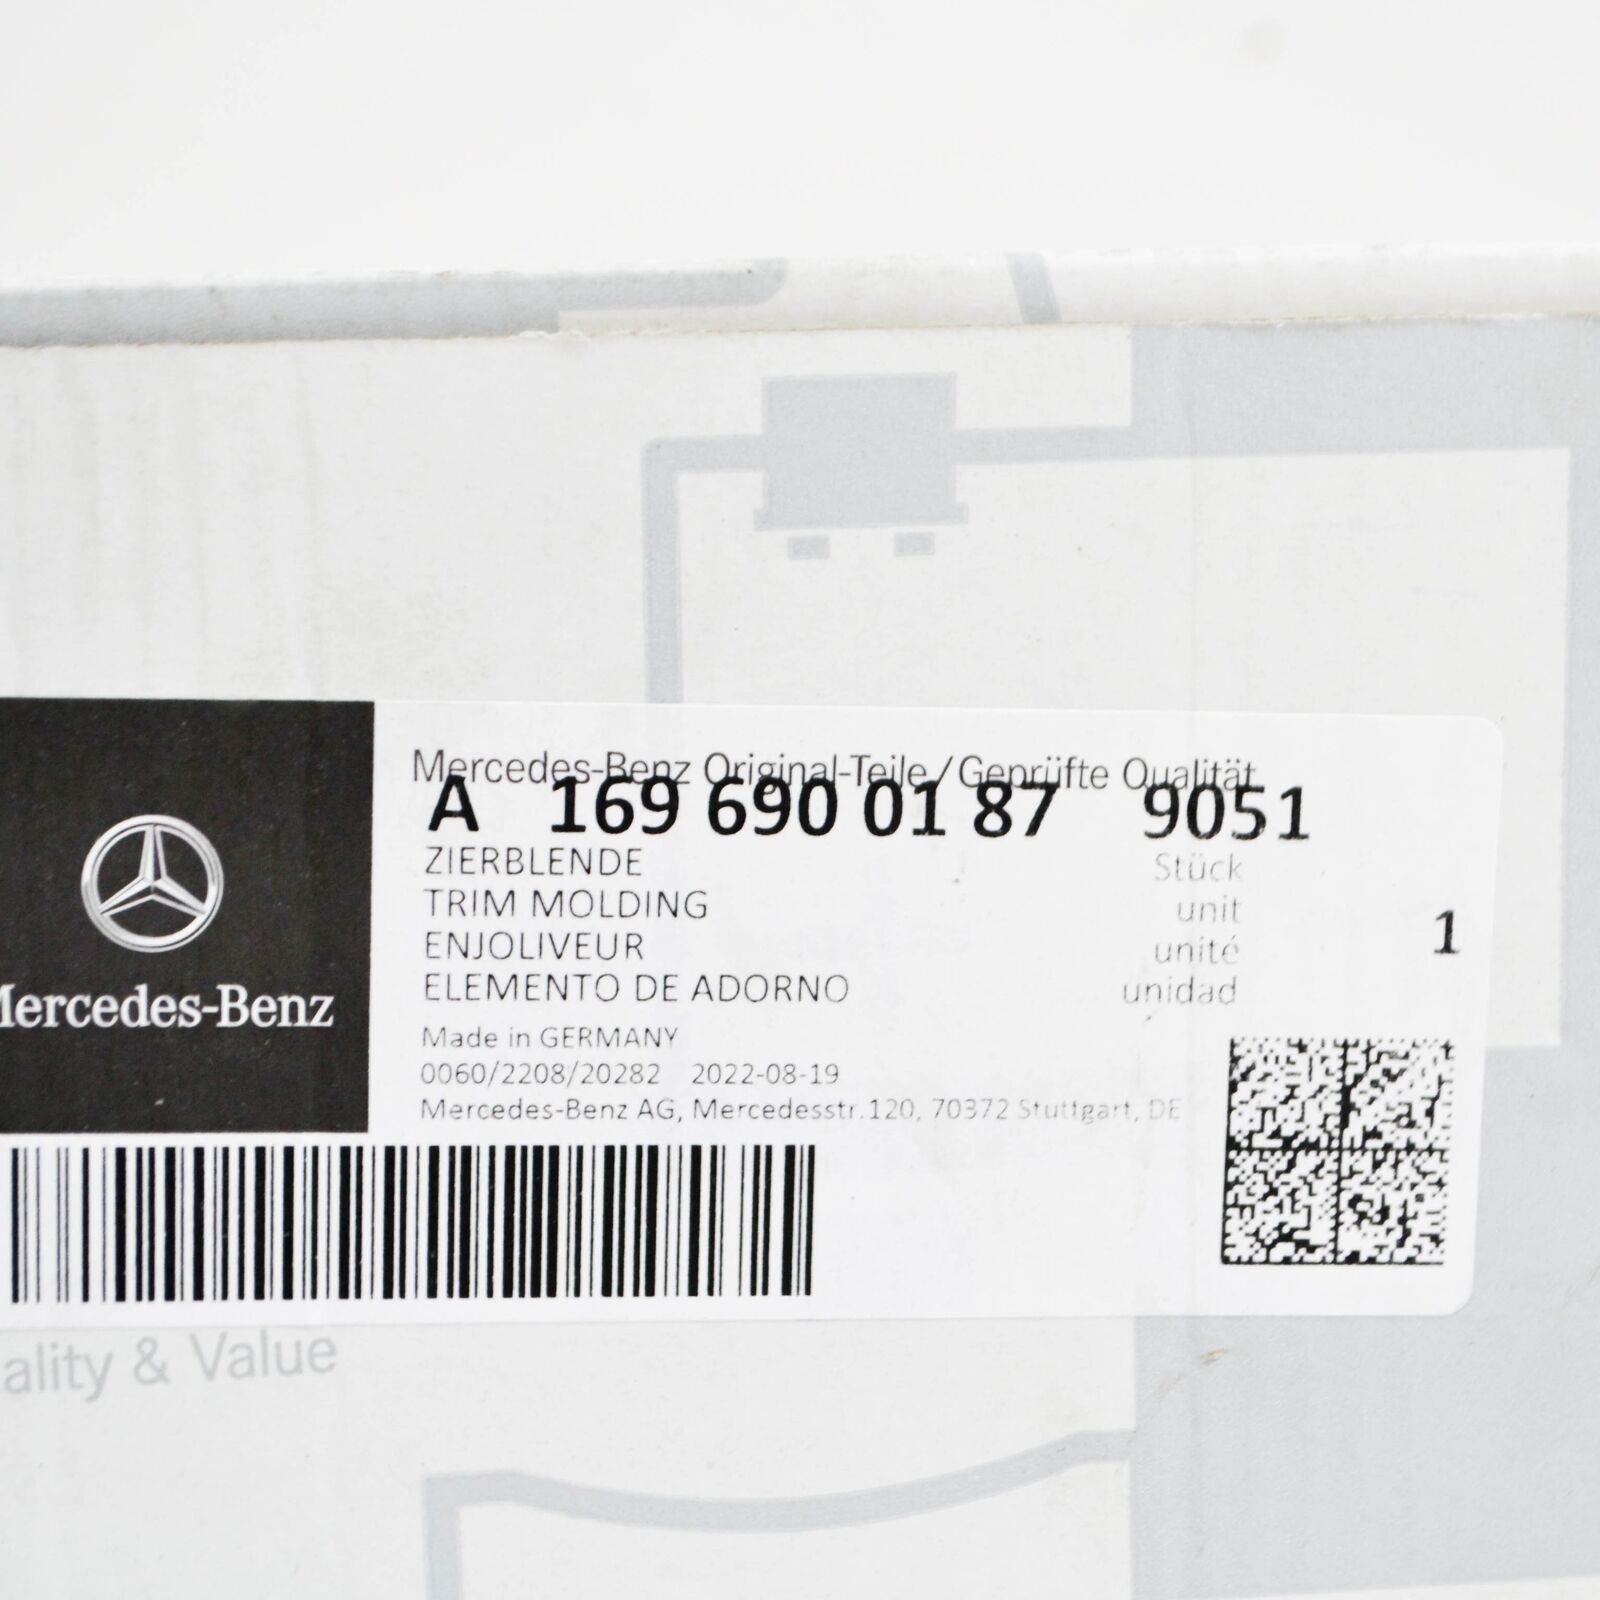 Mercedes-Benz Original-Teile/Geprüfte Qualität
A 169 690 01 87 9051
ZIERBLENDE Stück
TRIM MOLDING unit
ENJOLIVEUR unité 1
ELEMENTO DE ADORNO unidad
Mercedes-Benz
Made in GERMANY
0060/2208/20282 2022-08-19
Mercedes-Benz AG, Mercedesstr.120, 70372 Stuttgart, DE
ality & Value